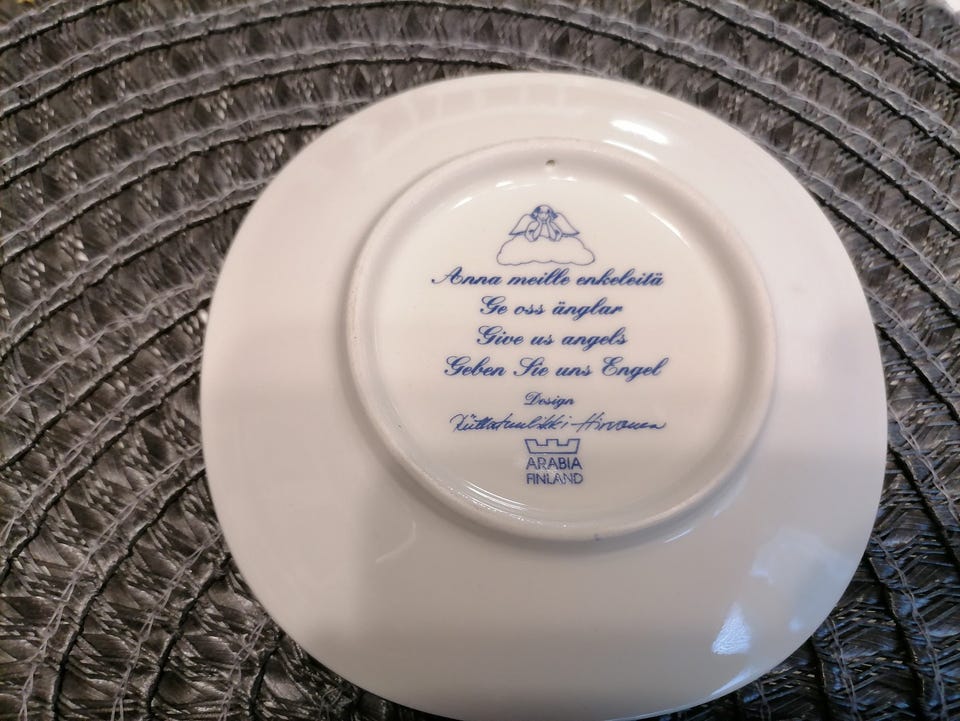 Anna meille enkeleitä
Ge oss änglar
Give us angels
Geben Sie uns Engel
Design
ARABIA
FINLAND